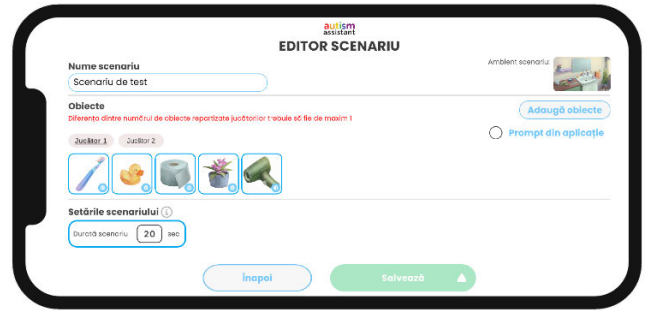 autism
assistant
EDITOR SCENARIU
Nume scenariu
Ambient scenariu:
Scenariu de test
Obiecte
Diferența dintre numărul de obiecte repartizate jucătorilor trebuie să fie de maxim 1
Adaugă obiecte
Jucător 1
Jucător 2
Prompt din aplicație
Setările scenariului
Durată scenariu 20 sec
Înapoi
Salvează